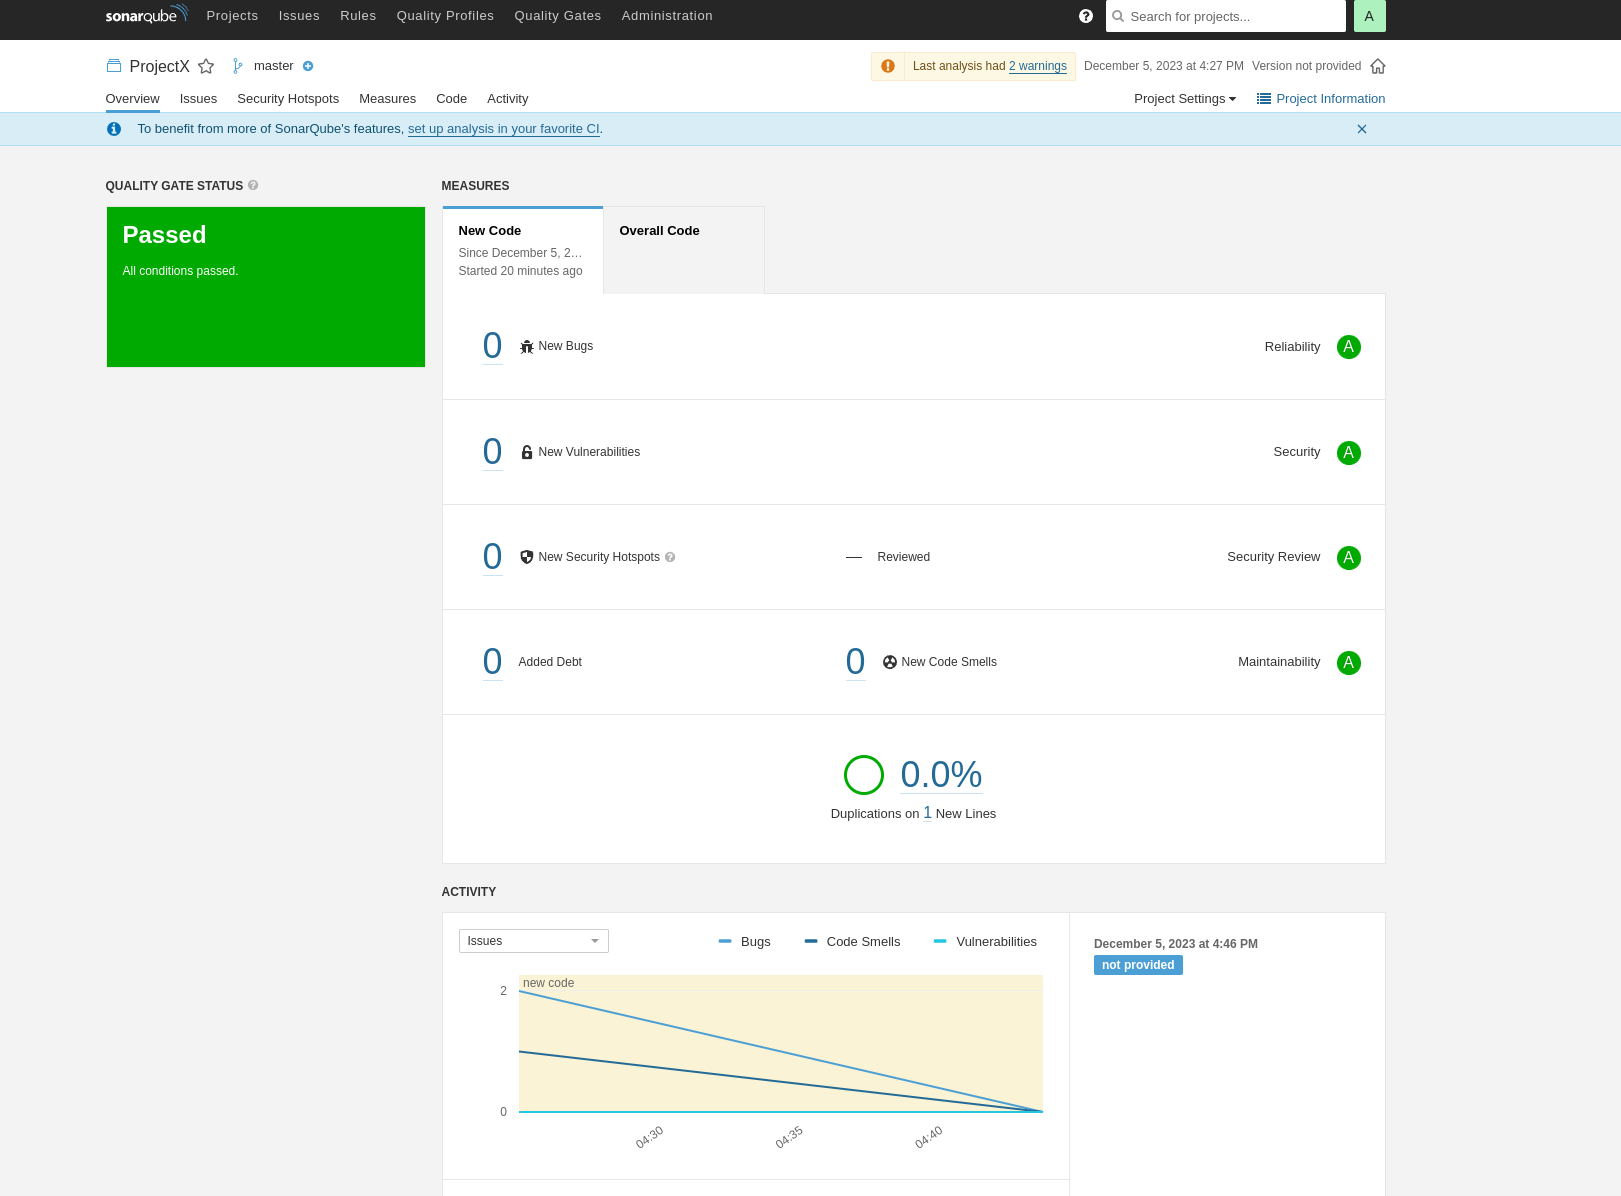 sonarqube Projects Issues Rules Quality Profiles Quality Gates Administration Search for projects... A
ProjectX master Last analysis had 2 warnings December 5, 2023 at 4:27 PM Version not provided
Overview Issues Security Hotspots Measures Code Activity Project Settings Project Information
To benefit from more of SonarQube's features, set up analysis in your favorite CI.
QUALITY GATE STATUS
Passed
All conditions passed.
MEASURES
New Code Overall Code
Since December 5, 2…
Started 20 minutes ago
0 New Bugs Reliability A
0 New Vulnerabilities Security A
0 New Security Hotspots — Reviewed Security Review A
0 Added Debt 0 New Code Smells Maintainability A
0.0%
Duplications on 1 New Lines
ACTIVITY
Issues Bugs Code Smells Vulnerabilities
new code
2
0
04:30 04:35 04:40
December 5, 2023 at 4:46 PM
not provided